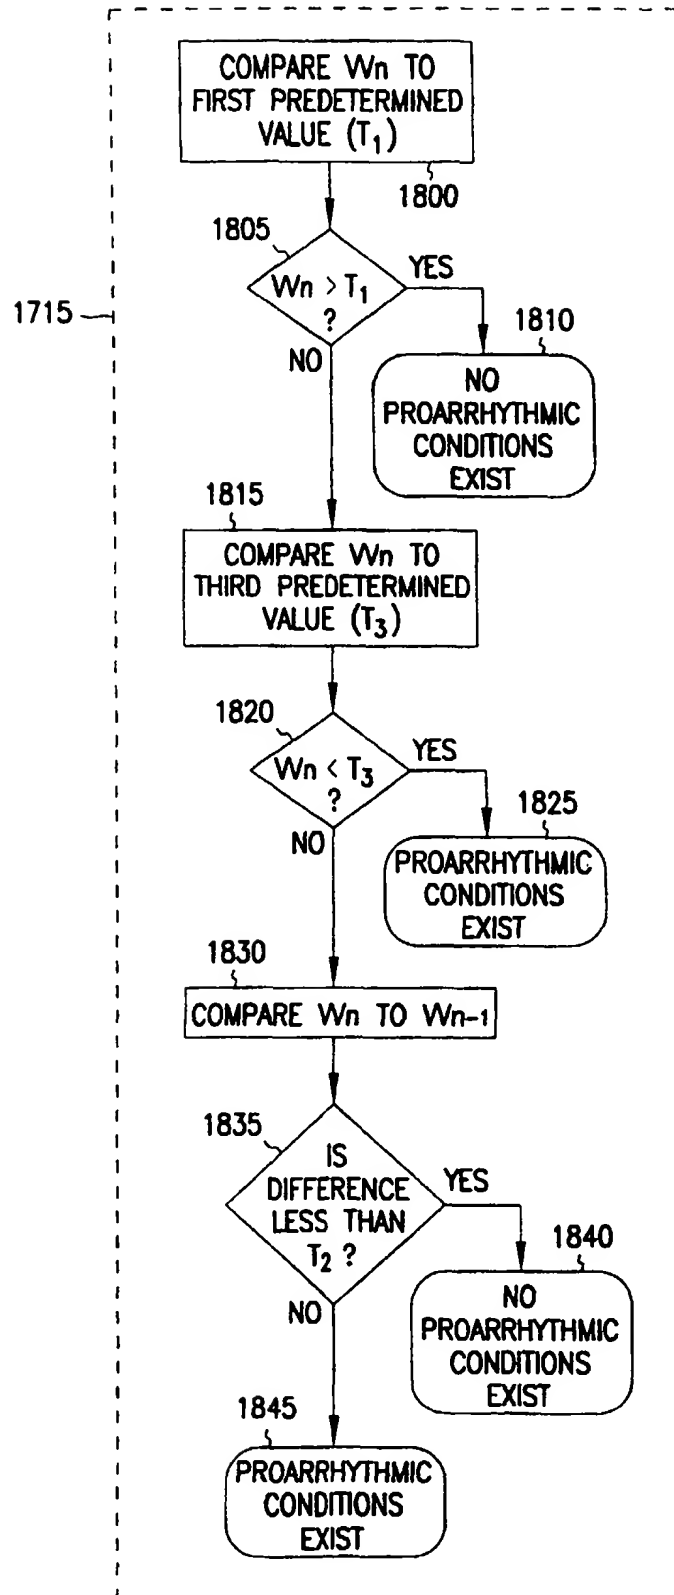 COMPARE Wn TO
FIRST PREDETERMINED
VALUE (T1)
1800
1805
Wn > T1
?
YES
NO
1715
1810
NO
PROARRHYTHMIC
CONDITIONS
EXIST
1815
COMPARE Wn TO
THIRD PREDETERMINED
VALUE (T3)
1820
Wn < T3
?
YES
NO
1825
PROARRHYTHMIC
CONDITIONS
EXIST
1830
COMPARE Wn TO Wn-1
1835
IS
DIFFERENCE
LESS THAN
T2 ?
YES
NO
1840
NO
PROARRHYTHMIC
CONDITIONS
EXIST
1845
PROARRHYTHMIC
CONDITIONS
EXIST